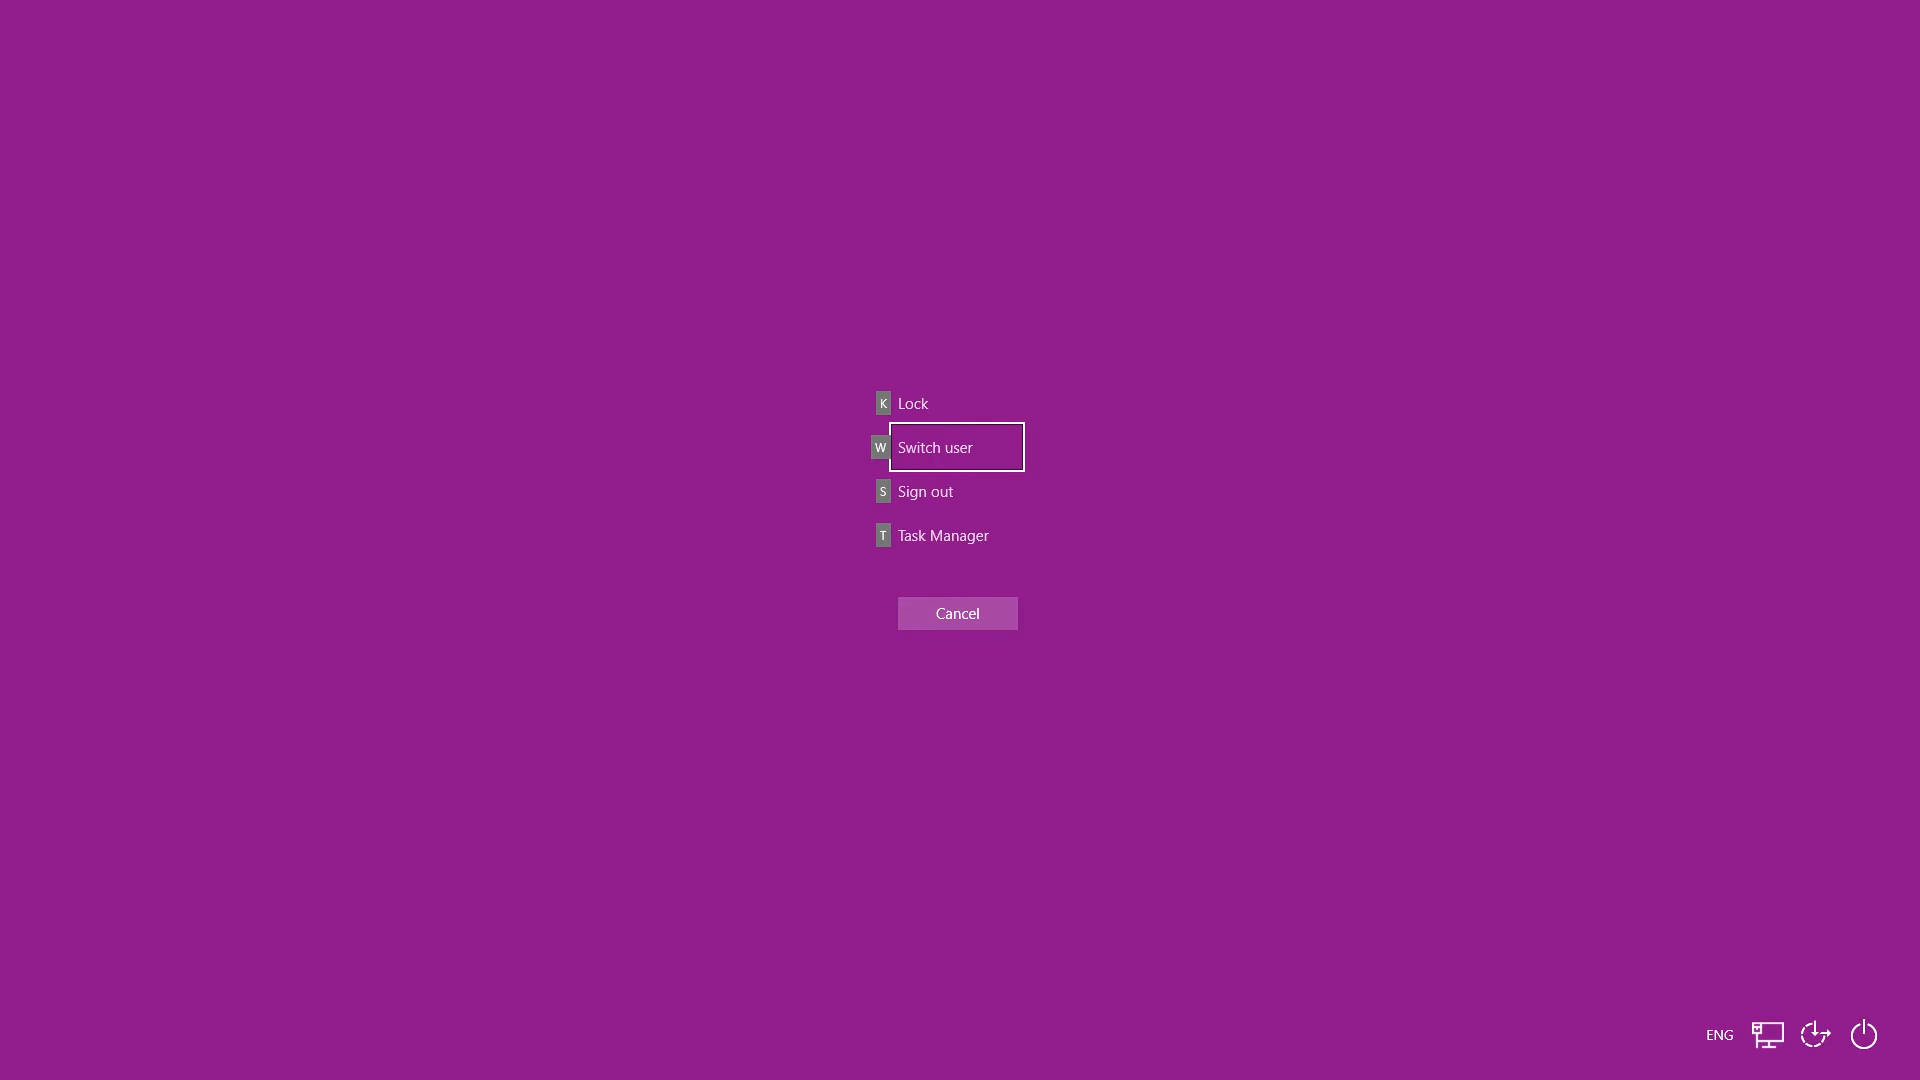 K Lock
W Switch user
S Sign out
T Task Manager
Cancel
ENG